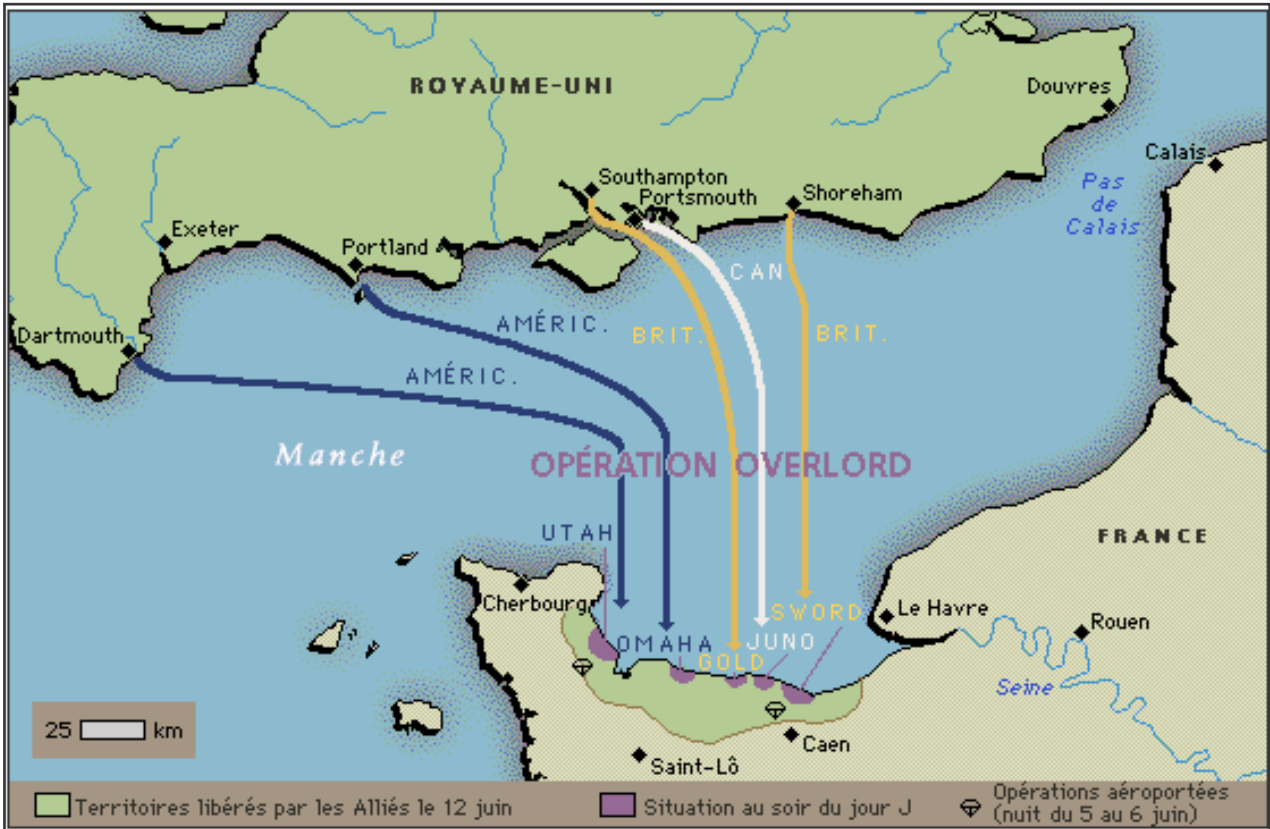 ROYAUME-UNI
Douvres
Calais
Pas
de
Calais
Southampton
Portsmouth
Shoreham
Exeter
Portland
CAN
AMÉRIC.
BRIT.
BRIT.
Dartmouth
AMÉRIC.
Manche
OPÉRATION OVERLORD
UTAH
FRANCE
Cherbourg
SWORD
Le Havre
Rouen
OMAHA
JUNO
GOLD
Seine
25 km
Caen
Saint-Lô
Territoires libérés par les Alliés le 12 juin
Situation au soir du jour J
Opérations aéroportées
(nuit du 5 au 6 juin)